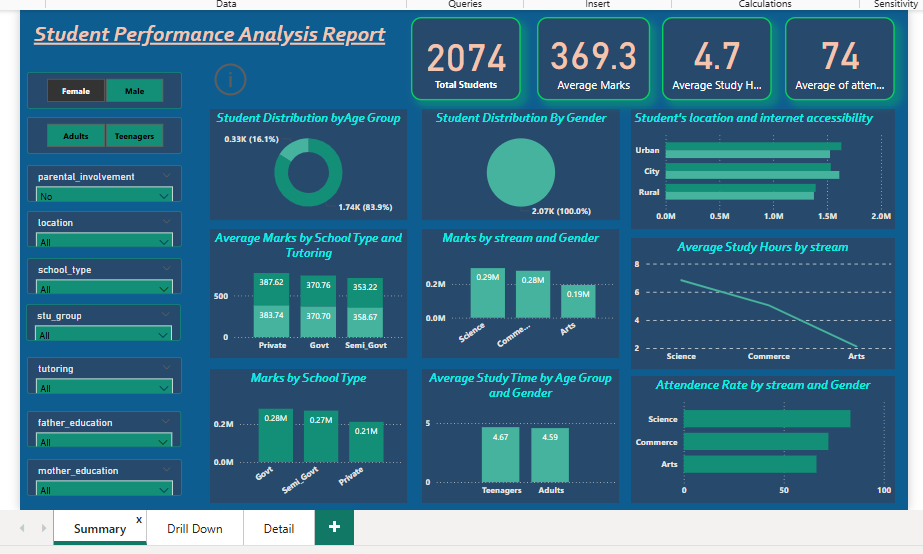 Data Queries Insert Calculations Sensitivity
Student Performance Analysis Report
2074
Total Students
369.3
Average Marks
4.7
Average Study H...
74
Average of atten...
i
Female Male
Adults Teenagers
parental_involvement
No
location
All
school_type
All
stu_group
All
tutoring
All
father_education
All
mother_education
All
Student Distribution byAge Group
0.33K (16.1%)
1.74K (83.9%)
Student Distribution By Gender
2.07K (100.0%)
Student's location and internet accessibility
Urban
City
Rural
0.0M 0.5M 1.0M 1.5M 2.0M
Average Marks by School Type and
Tutoring
500
0
387.62 370.76 353.22
383.74 370.70 358.67
Private Govt Semi_Govt
Marks by stream and Gender
0.2M
0.0M
0.29M 0.28M 0.19M
Science Comme... Arts
Average Study Hours by stream
8
6
4
2
Science Commerce Arts
Marks by School Type
0.2M
0.0M
0.28M 0.27M 0.21M
Govt Semi_Govt Private
Average Study Time by Age Group
and Gender
5
0
4.67 4.59
Teenagers Adults
Attendence Rate by stream and Gender
Science
Commerce
Arts
0 50 100
Summary x Drill Down Detail +